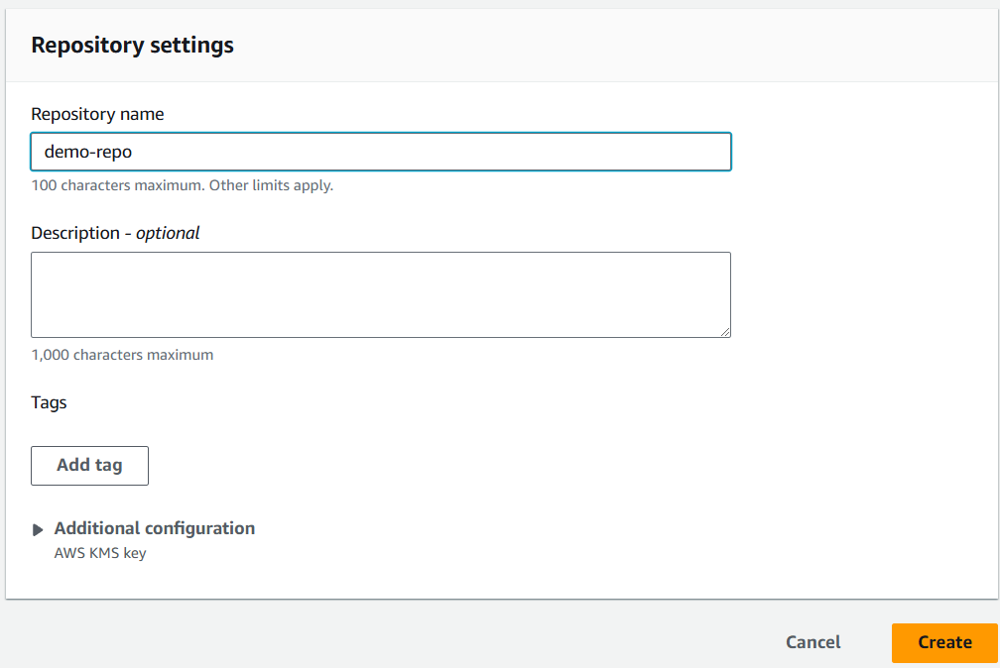 Repository settings
Repository name
demo-repo
100 characters maximum. Other limits apply.
Description - optional
1,000 characters maximum
Tags
Add tag
Additional configuration
AWS KMS key
Cancel
Create